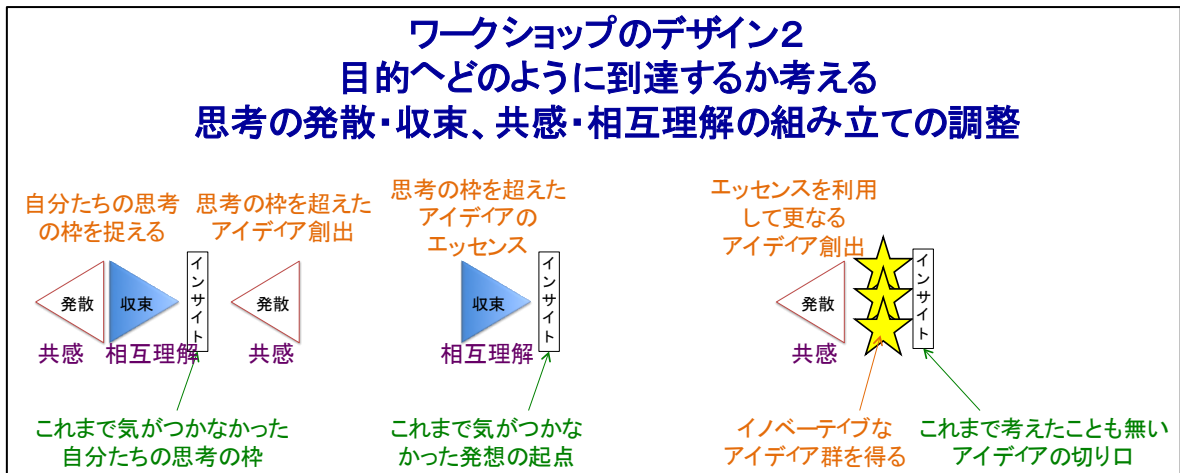 ワークショップのデザイン2
目的へどのように到達するか考える
思考の発散・収束、共感・相互理解の組み立ての調整
自分たちの思考
の枠を捉える
思考の枠を超えた
アイデイア創出
思考の枠を超えた
アイデイアの
エッセンス
エッセンスを利用
して更なる
アイデイア創出
発散
収束
インサイト
発散
収束
インサイト
発散
インサイト
共感
相互理解
共感
相互理解
共感
これまで気がつかなかった
自分たちの思考の枠
これまで気がつかな
かった発想の起点
イノベーテイブな
アイデイア群を得る
これまで考えたことも無い
アイデイアの切り口